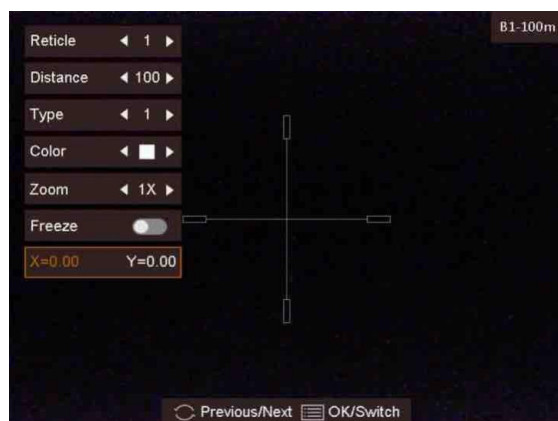 B1-100m
Reticle 1
Distance 100
Type 1
Color
Zoom 1X
Freeze
X=0.00 Y=0.00
Previous/Next OK/Switch